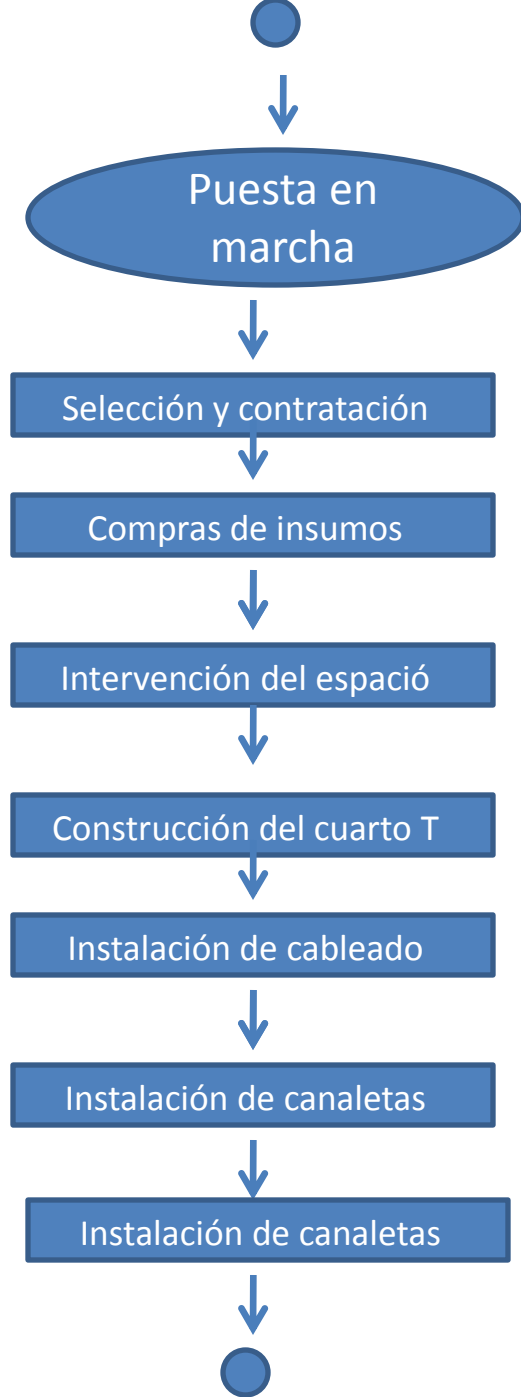 Puesta en
marcha
Selección y contratación
Compras de insumos
Intervención del espació
Construcción del cuarto T
Instalación de cableado
Instalación de canaletas
Instalación de canaletas